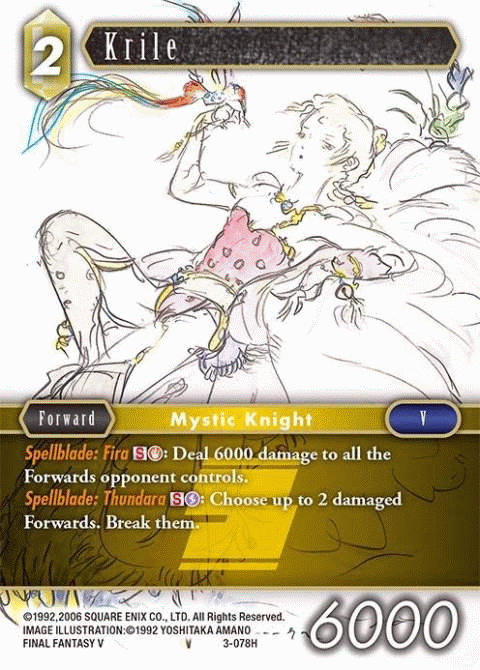 2
Krile
Forward
Mystic Knight
V
Spellblade: Fira S : Deal 6000 damage to all the
Forwards opponent controls.
Spellblade: Thundara S : Choose up to 2 damaged
Forwards. Break them.
©1992,2006 SQUARE ENIX CO., LTD. All Rights Reserved.
IMAGE ILLUSTRATION:©1992 YOSHITAKA AMANO
FINAL FANTASY V
V
3-078H
6000